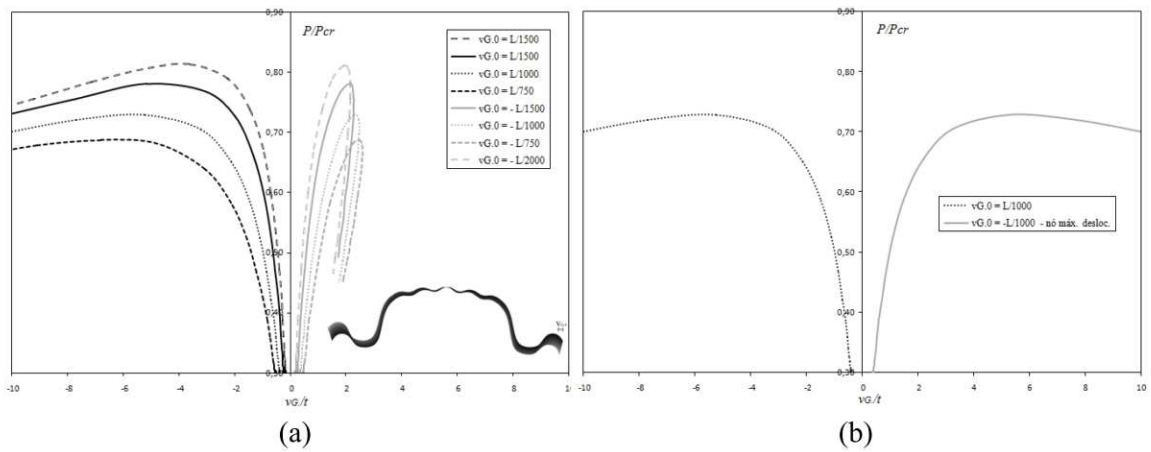 0,90
P/Pcr
vG.0 = L/1500
vG.0 = L/1500
vG.0 = L/1000
vG.0 = L/750
vG.0 = - L/1500
vG.0 = - L/1000
vG.0 = - L/750
vG.0 = - L/2000
0,80
0,70
0,60
0,50
0,40
0,30
-10 -8 -6 -4 -2 0 2 4 6 8 10
vG/t
(a)
0,90
P/Pcr
0,80
0,70
0,60
vG.0 = L/1000
vG.0 = -L/1000 - nó máx. desloc.
0,50
0,40
0,30
-10 -8 -6 -4 -2 0 2 4 6 8 10
vG/t
(b)